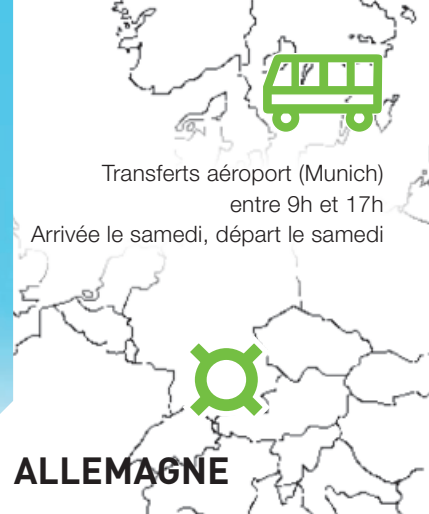 Transferts aéroport (Munich)
entre 9h et 17h
Arrivée le samedi, départ le samedi
ALLEMAGNE